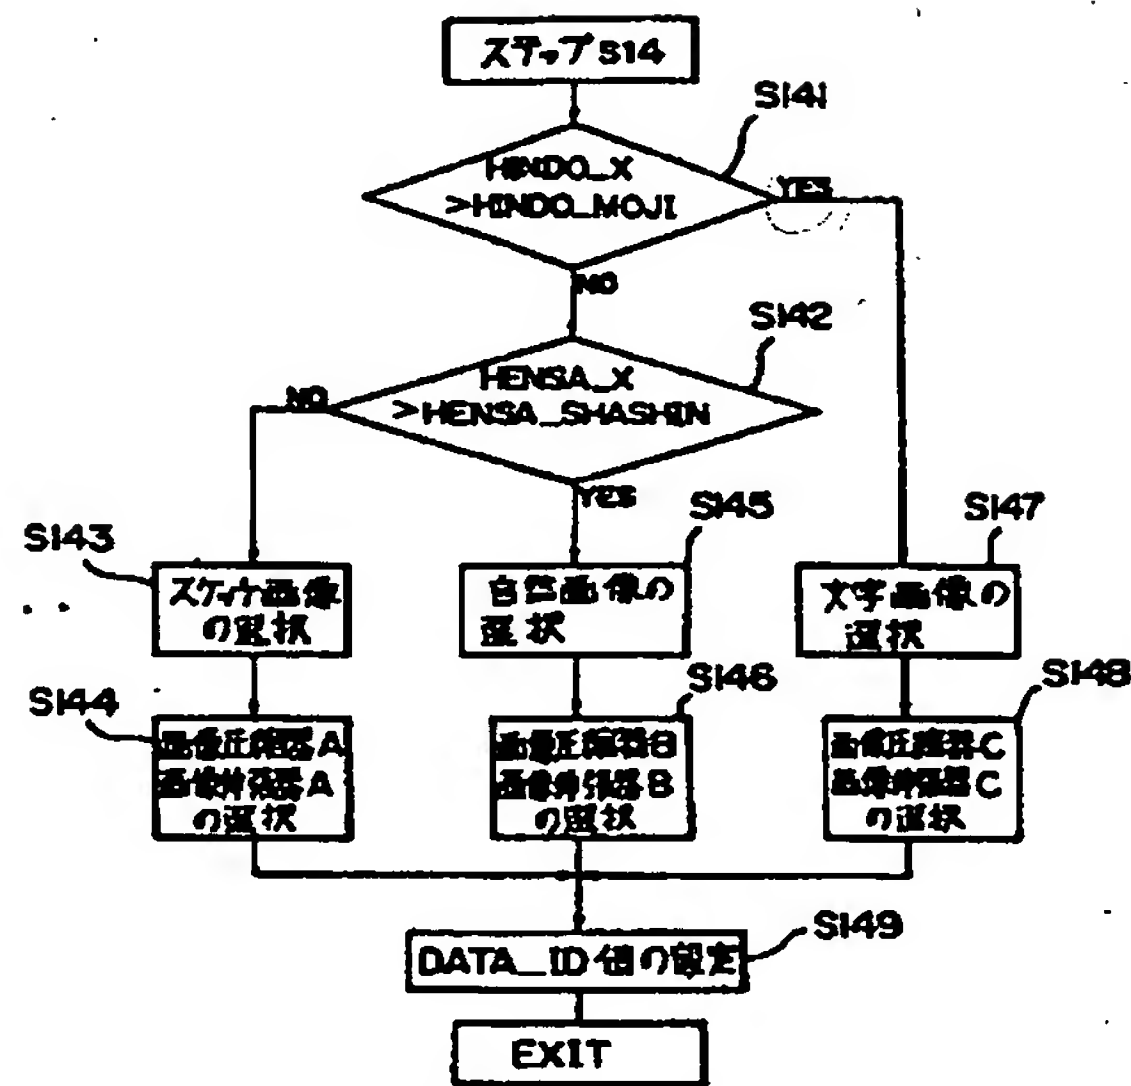 ステップS14
S141
HINDO_X
>HINDO_MOJI
YES
NO
S142
HENSA_X
>HENSA_SHASHIN
NO
YES
S143
S145
S147
スケッチ画像
の選択
自然画像の
選択
文字画像の
選択
S144
S146
S148
画像圧縮器A
画像伸張器A
の選択
画像圧縮器B
画像伸張器B
の選択
画像圧縮器C
画像伸張器C
の選択
S149
DATA_ID値の設定
EXIT